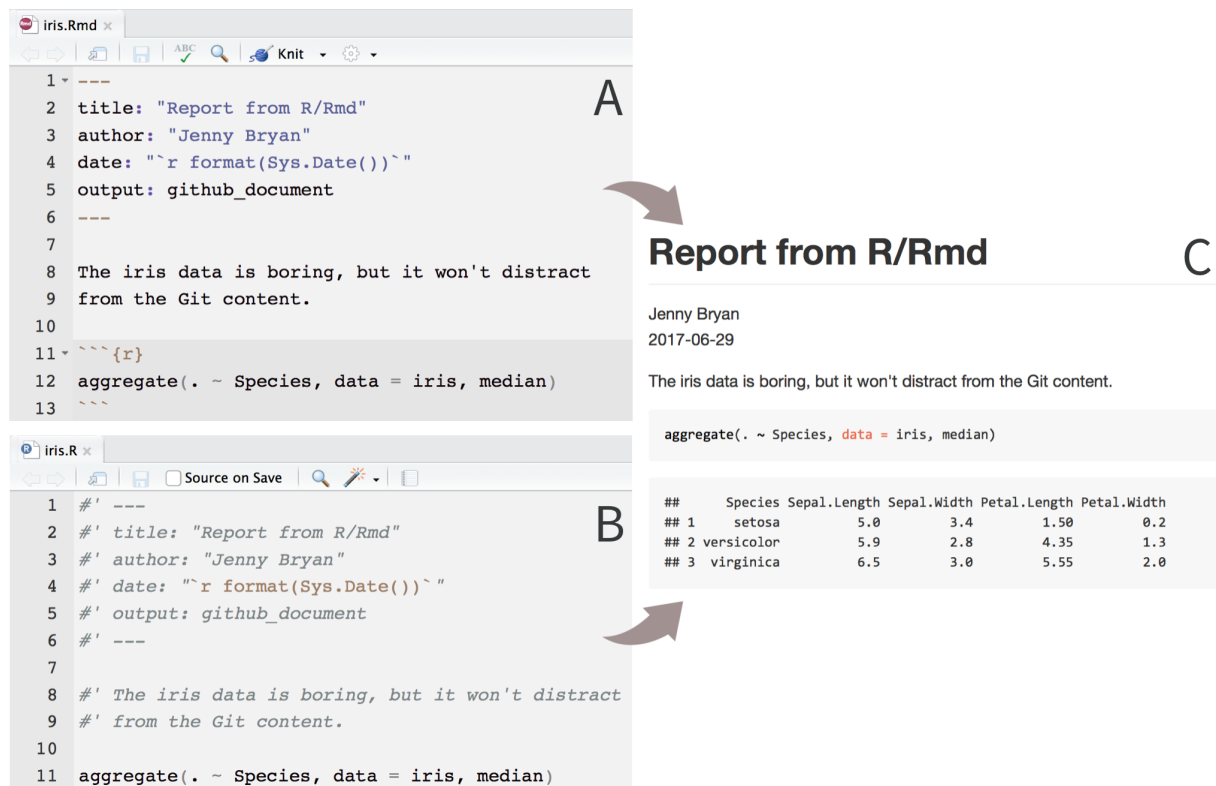 iris.Rmd
ABC Knit
A
1 ---
2 title: "Report from R/Rmd"
3 author: "Jenny Bryan"
4 date: "`r format(Sys.Date())`"
5 output: github_document
6 ---
7
8 The iris data is boring, but it won't distract
9 from the Git content.
10
11 ```{r}
12 aggregate(. ~ Species, data = iris, median)
13 ```
iris.R
Source on Save
B
1 #' ---
2 #' title: "Report from R/Rmd"
3 #' author: "Jenny Bryan"
4 #' date: "`r format(Sys.Date())`"
5 #' output: github_document
6 #' ---
7
8 #' The iris data is boring, but it won't distract
9 #' from the Git content.
10
11 aggregate(. ~ Species, data = iris, median)
Report from R/Rmd
C
Jenny Bryan
2017-06-29
The iris data is boring, but it won't distract from the Git content.
aggregate(. ~ Species, data = iris, median)
## Species Sepal.Length Sepal.Width Petal.Length Petal.Width
## 1 setosa 5.0 3.4 1.50 0.2
## 2 versicolor 5.9 2.8 4.35 1.3
## 3 virginica 6.5 3.0 5.55 2.0